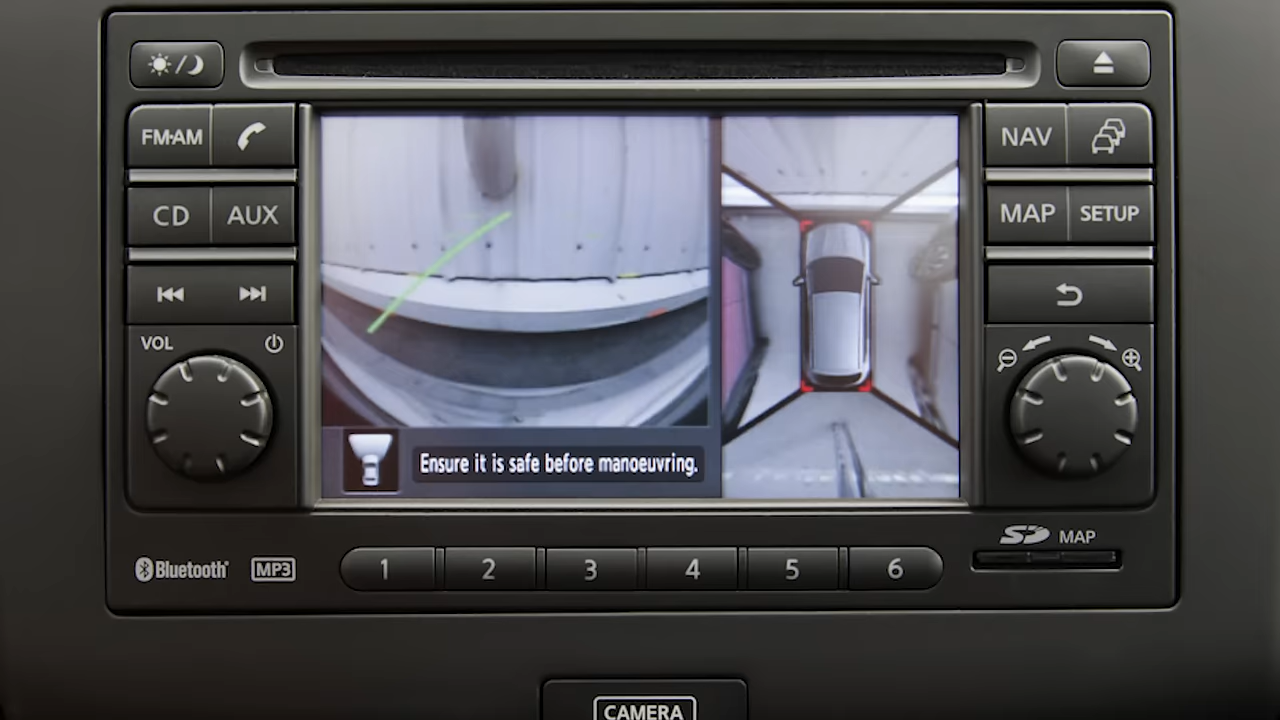 FM·AM
NAV
CD AUX
MAP SETUP
VOL
Ensure it is safe before manoeuvring.
Bluetooth® MP3
1 2 3 4 5 6
SD MAP
CAMERA